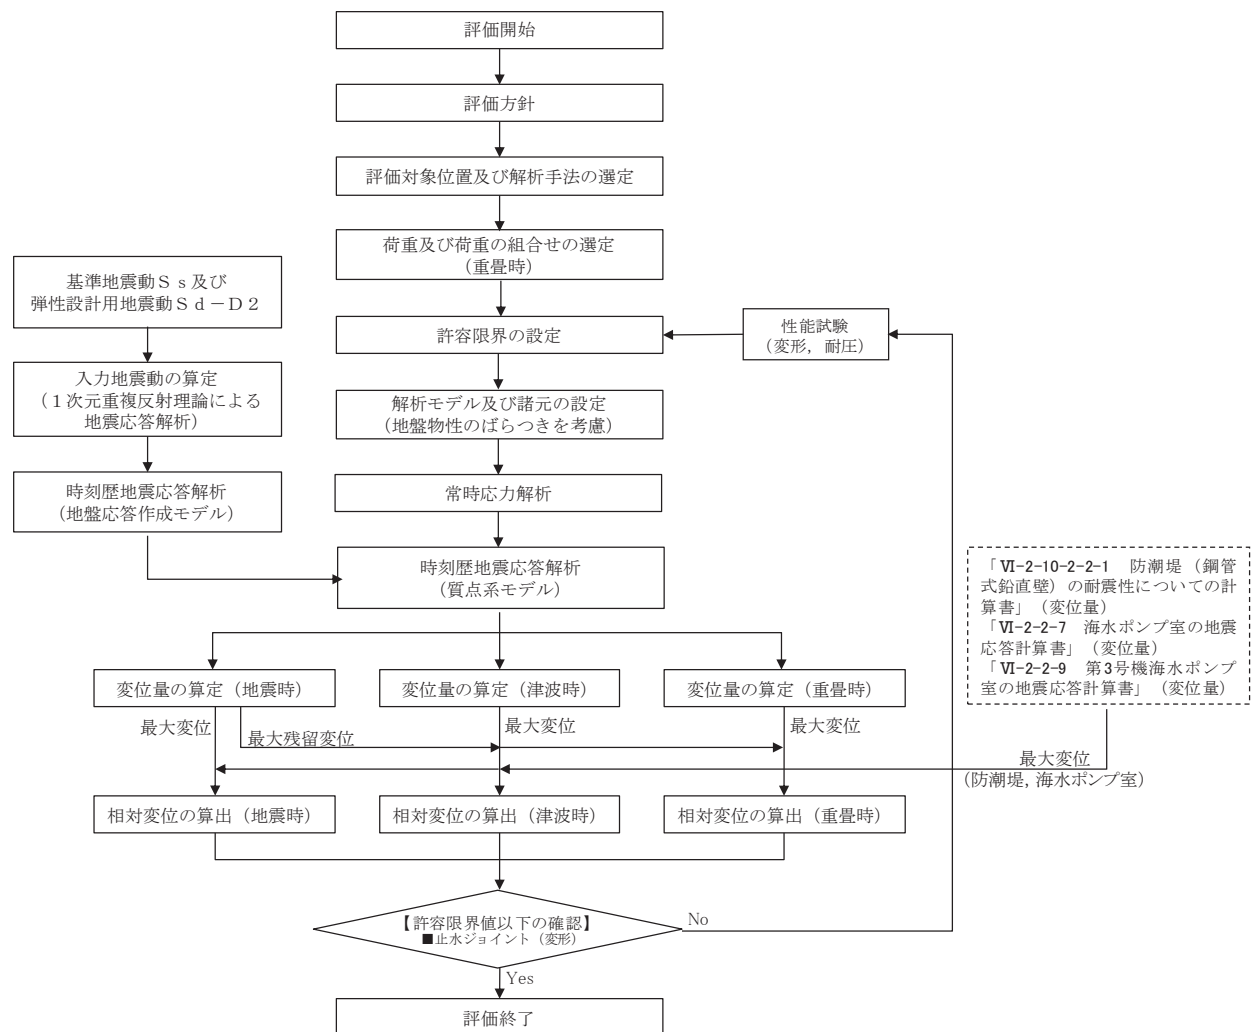 評価開始
評価方針
評価対象位置及び解析手法の選定
荷重及び荷重の組合せの選定
（重畳時）
基準地震動Ｓｓ及び
弾性設計用地震動Ｓｄ－Ｄ２
許容限界の設定
性能試験
（変形，耐圧）
入力地震動の算定
（１次元重複反射理論による
地震応答解析）
解析モデル及び諸元の設定
（地盤物性のばらつきを考慮）
時刻歴地震応答解析
（地盤応答作成モデル）
常時応力解析
時刻歴地震応答解析
（質点系モデル）
「Ⅵ-2-10-2-2-1　防潮堤（鋼管
式鉛直壁）の耐震性についての計
算書」（変位量）
「Ⅵ-2-2-7　海水ポンプ室の地震
応答計算書」（変位量）
「Ⅵ-2-2-9　第3号機海水ポンプ
室の地震応答計算書」（変位量）
変位量の算定（地震時）
変位量の算定（津波時）
変位量の算定（重畳時）
最大変位
最大残留変位
最大変位
最大変位
最大変位
（防潮堤，海水ポンプ室）
相対変位の算出（地震時）
相対変位の算出（津波時）
相対変位の算出（重畳時）
【許容限界値以下の確認】
■止水ジョイント（変形）
No
Yes
評価終了